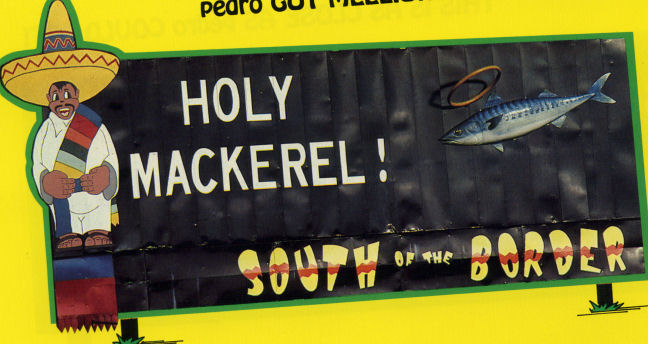 pedro GOT
HOLY
MACKEREL!
SOUTH OF THE BORDER